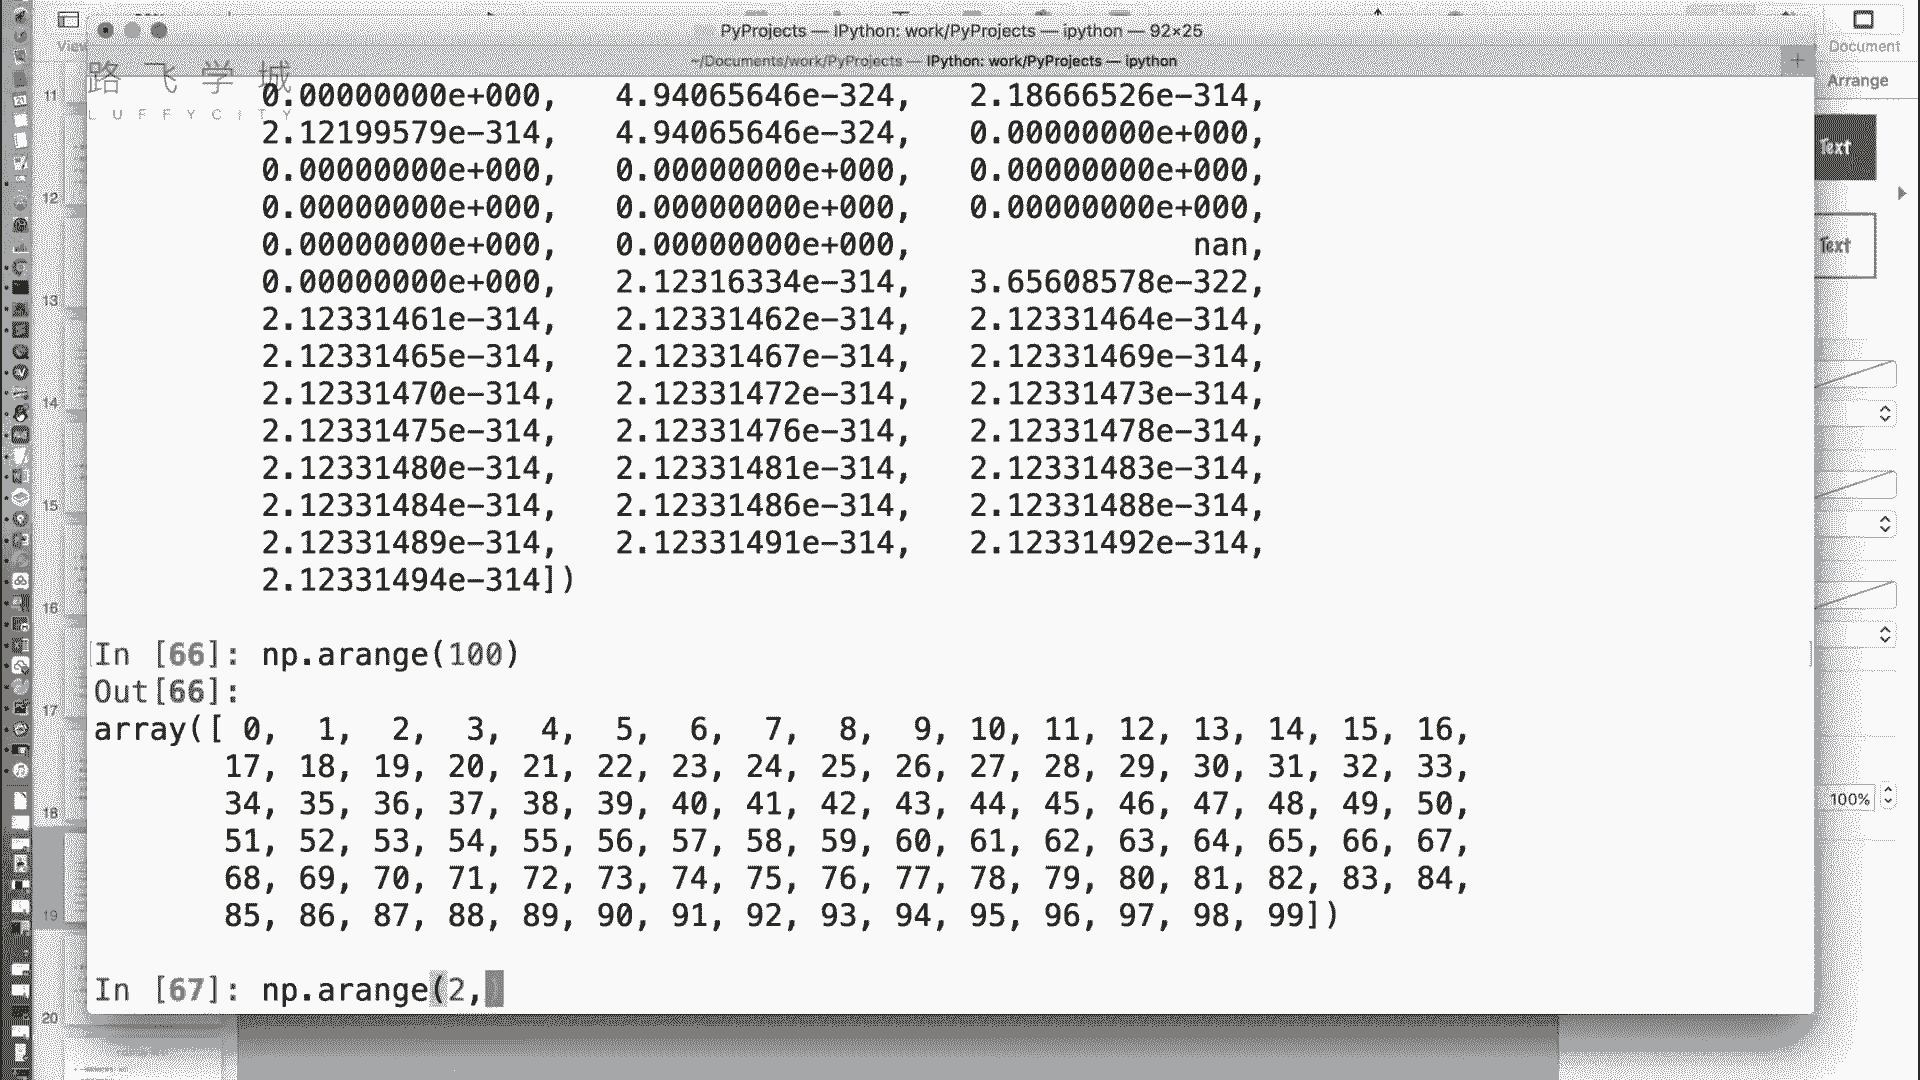 PyProjects — IPython: work/PyProjects — ipython — 92×25
Document
~/Documents/work/PyProjects — IPython: work/PyProjects — ipython
+
Arrange
路飞学城
LUFFYCITY
0.00000000e+000, 4.94065646e-324, 2.18666526e-314,
2.12199579e-314, 4.94065646e-324, 0.00000000e+000,
0.00000000e+000, 0.00000000e+000, 0.00000000e+000,
0.00000000e+000, 0.00000000e+000, 0.00000000e+000,
0.00000000e+000, 0.00000000e+000, nan,
0.00000000e+000, 2.12316334e-314, 3.65608578e-322,
2.12331461e-314, 2.12331462e-314, 2.12331464e-314,
2.12331465e-314, 2.12331467e-314, 2.12331469e-314,
2.12331470e-314, 2.12331472e-314, 2.12331473e-314,
2.12331475e-314, 2.12331476e-314, 2.12331478e-314,
2.12331480e-314, 2.12331481e-314, 2.12331483e-314,
2.12331484e-314, 2.12331486e-314, 2.12331488e-314,
2.12331489e-314, 2.12331491e-314, 2.12331492e-314,
2.12331494e-314])
In [66]: np.arange(100)
Out[66]:
array([ 0, 1, 2, 3, 4, 5, 6, 7, 8, 9, 10, 11, 12, 13, 14, 15, 16,
17, 18, 19, 20, 21, 22, 23, 24, 25, 26, 27, 28, 29, 30, 31, 32, 33,
34, 35, 36, 37, 38, 39, 40, 41, 42, 43, 44, 45, 46, 47, 48, 49, 50,
51, 52, 53, 54, 55, 56, 57, 58, 59, 60, 61, 62, 63, 64, 65, 66, 67,
68, 69, 70, 71, 72, 73, 74, 75, 76, 77, 78, 79, 80, 81, 82, 83, 84,
85, 86, 87, 88, 89, 90, 91, 92, 93, 94, 95, 96, 97, 98, 99])
In [67]: np.arange(2,
11
12
13
14
15
16
17
18
19
20
Text
Text
100%